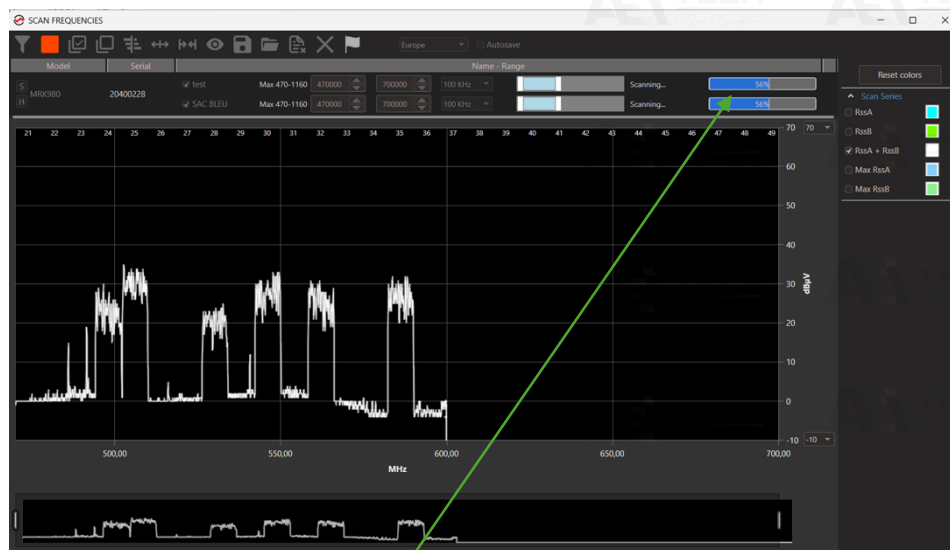 SCAN FREQUENCIES
Europe Autosave
Model Serial Name - Range
S H MRK980 20400228
test Max 470-1160 470000 700000 100 KHz Scanning... 56%
SAC BLEU Max 470-1160 470000 700000 100 KHz Scanning... 56%
Reset colors
Scan Series
RssA
RssB
RssA + RssB
Max RssA
Max RssB
21 22 23 24 25 26 27 28 29 30 31 32 33 34 35 36 37 38 39 40 41 42 43 44 45 46 47 48 49
70 70
60
50
40
30
20
10
0
-10 -10
dBµV
500,00 550,00 600,00 650,00 700,00
MHz